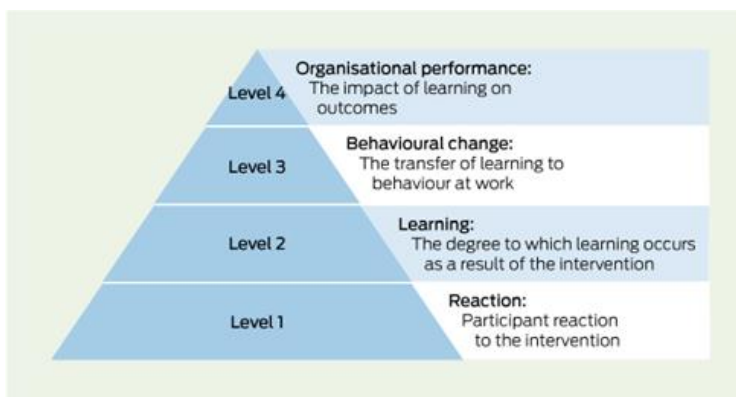 Level 4
Organisational performance:
The impact of learning on
outcomes
Level 3
Behavioural change:
The transfer of learning to
behaviour at work
Level 2
Learning:
The degree to which learning occurs
as a result of the intervention
Level 1
Reaction:
Participant reaction
to the intervention